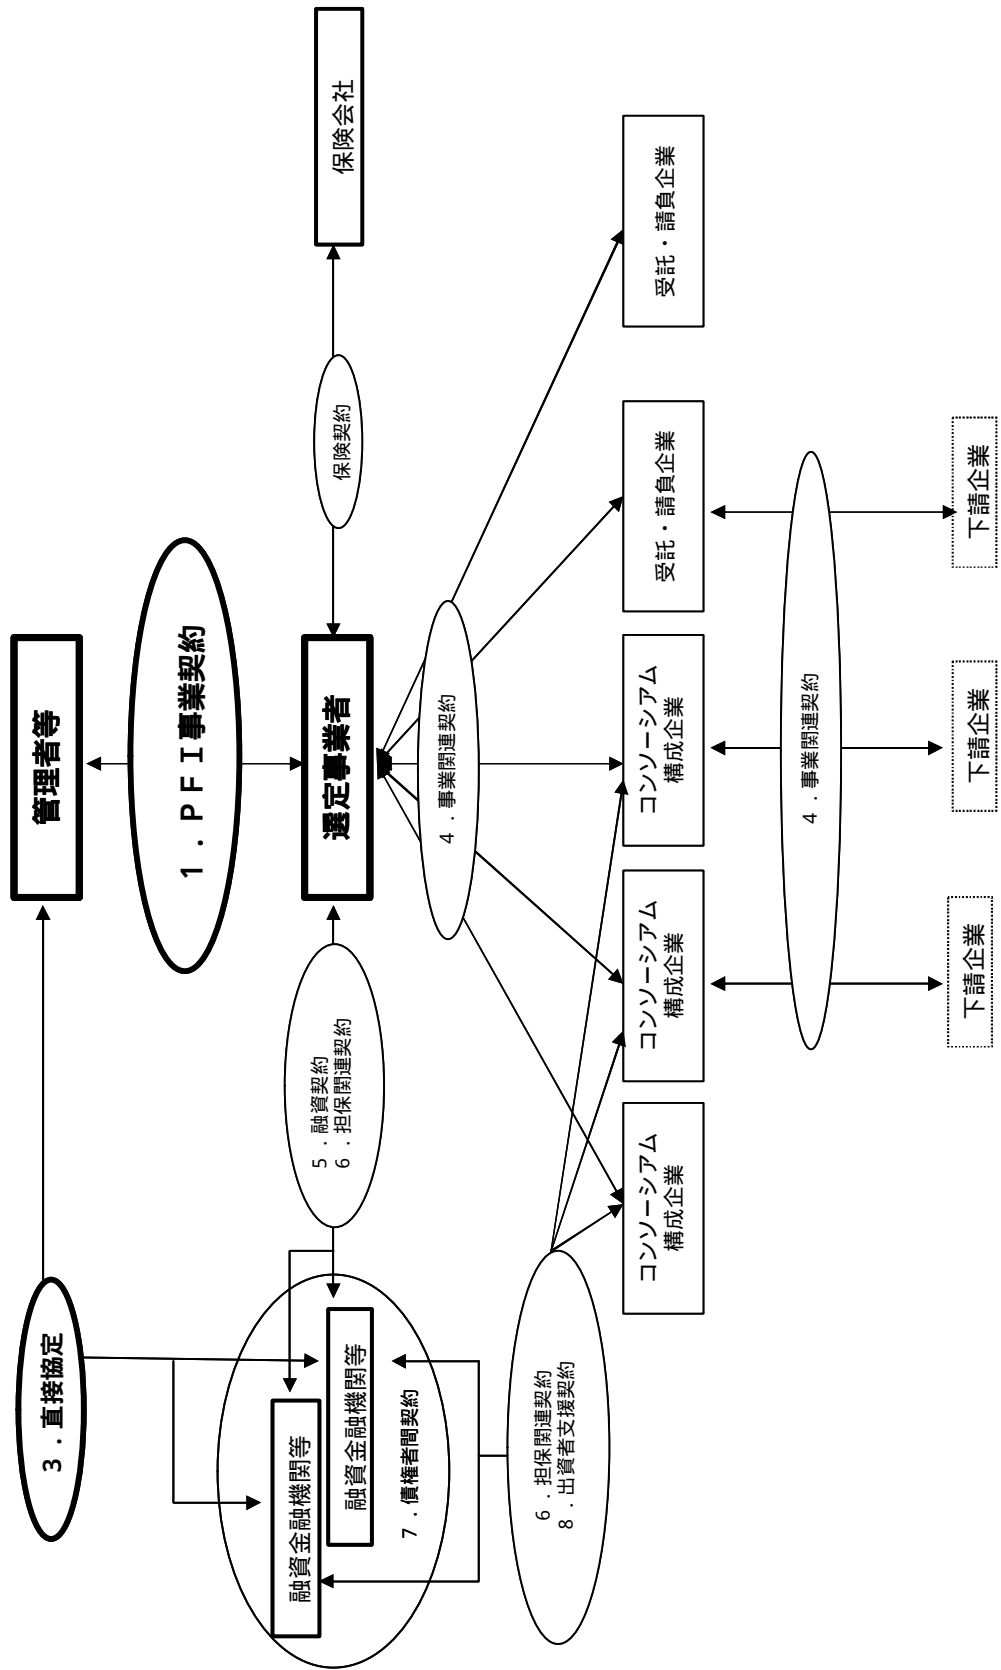 管理者等
３．直接協定
１．ＰＦＩ事業契約
融資金融機関等
融資金融機関等
７．債権者間契約
５．融資契約
６．担保関連契約
選定事業者
保険契約
保険会社
４．事業関連契約
６．担保関連契約
８．出資者支援契約
コンソーシアム
構成企業
コンソーシアム
構成企業
コンソーシアム
構成企業
受託・請負企業
受託・請負企業
４．事業関連契約
下請企業
下請企業
下請企業